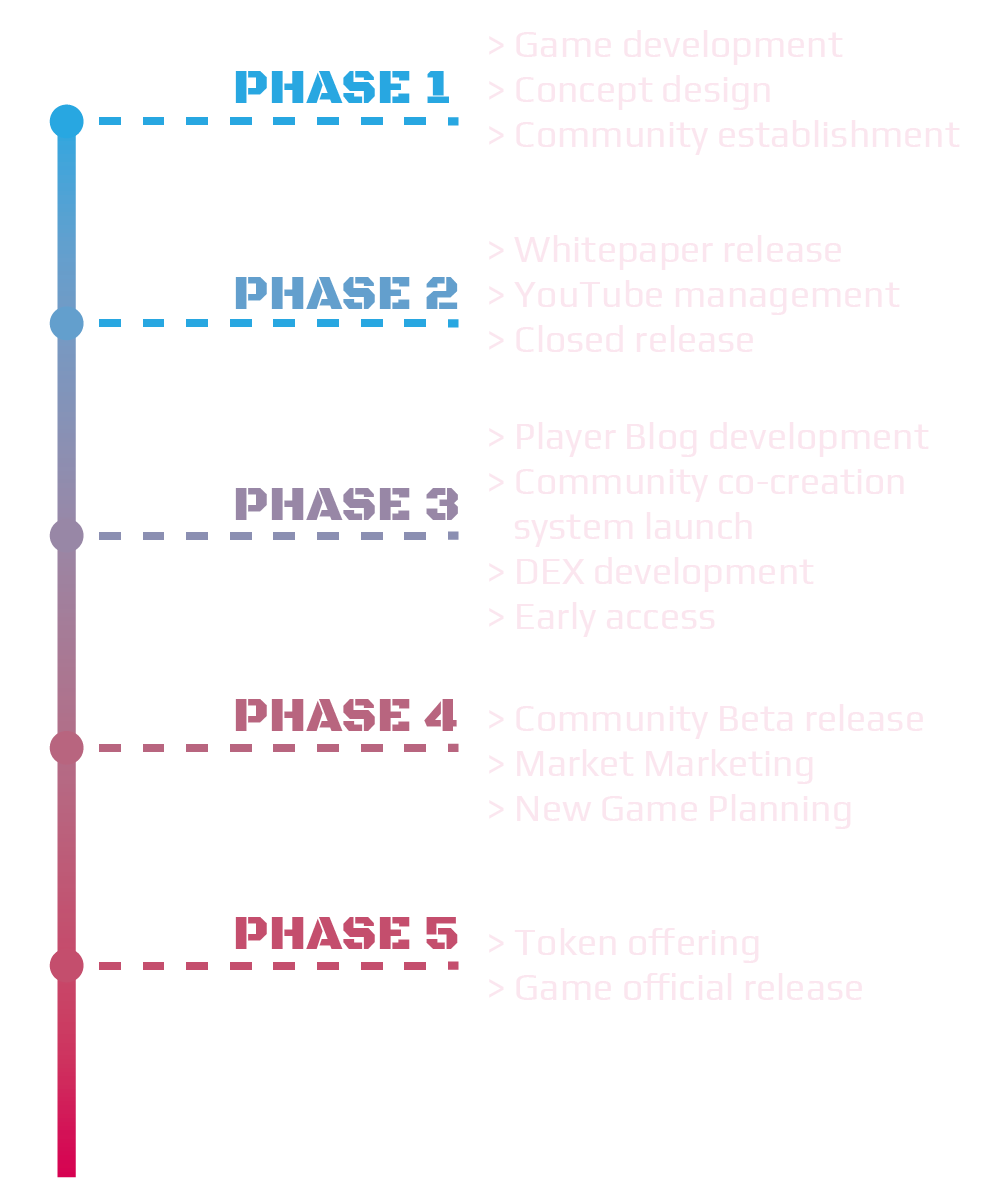 PHASE 1
> Game development
> Concept design
> Community establishment
PHASE 2
> Whitepaper release
> YouTube management
> Closed release
PHASE 3
> Player Blog development
> Community co-creation
system launch
> DEX development
> Early access
PHASE 4
> Community Beta release
> Market Marketing
> New Game Planning
PHASE 5
> Token offering
> Game official release